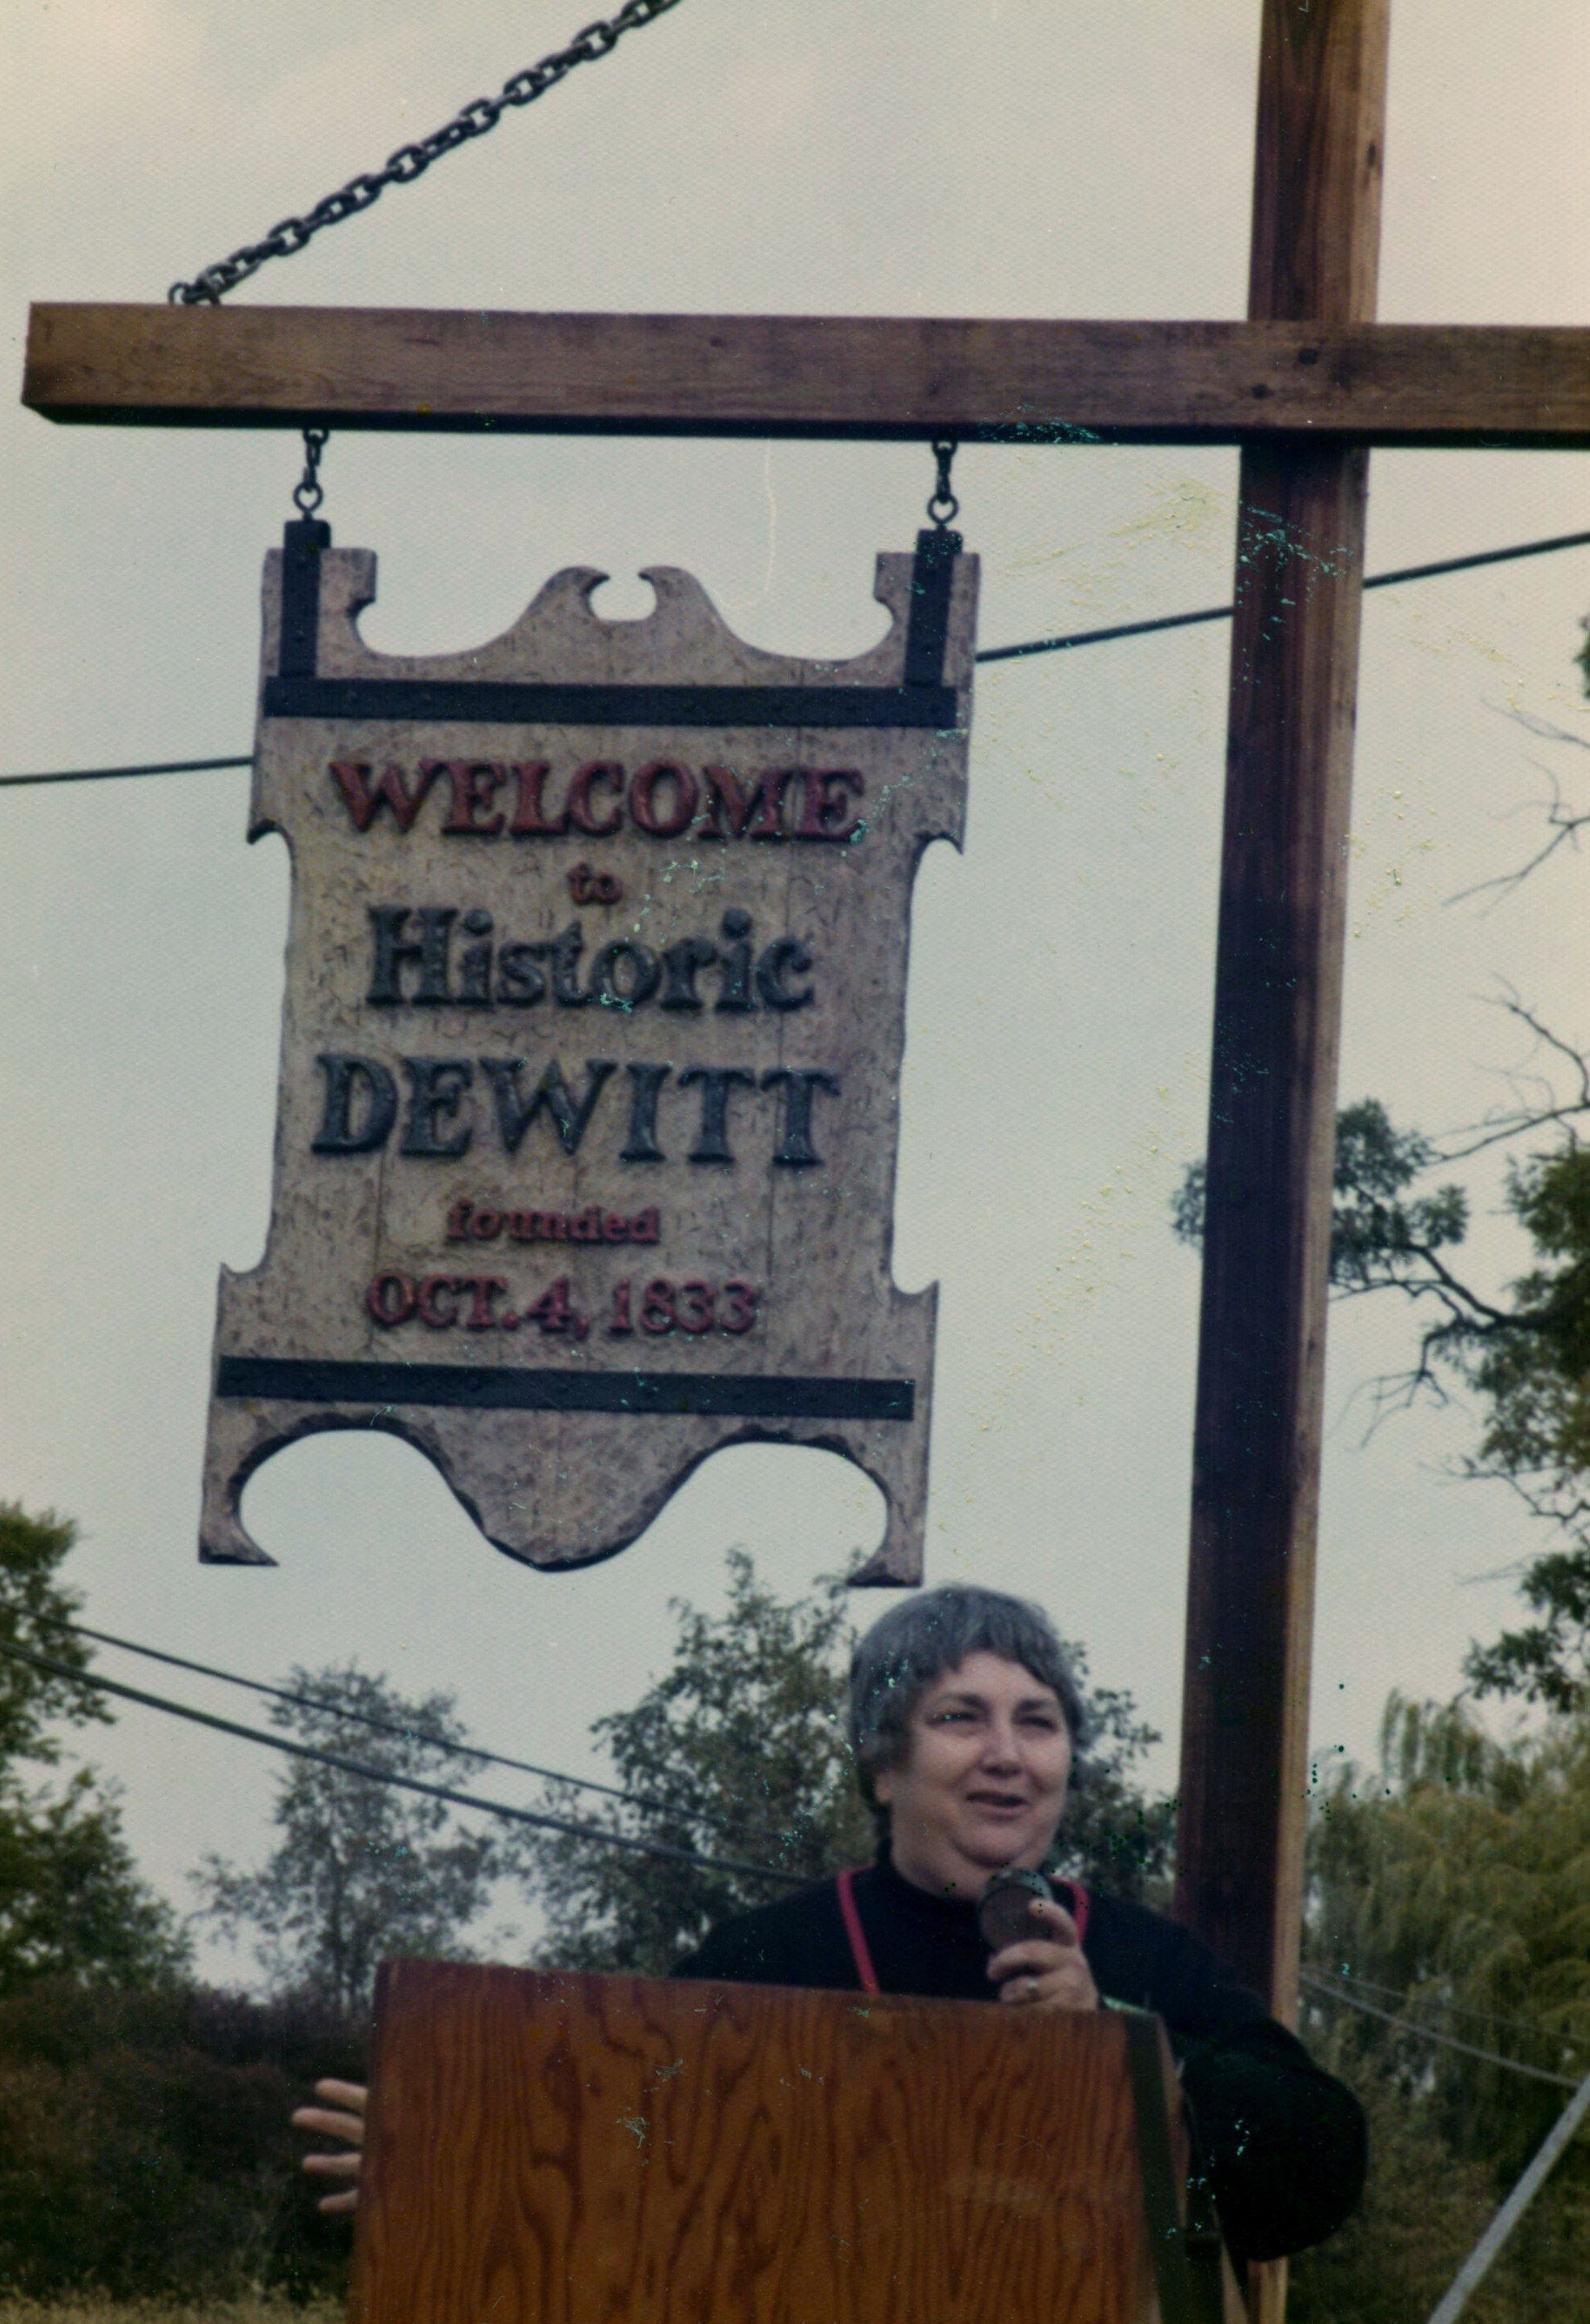 WELCOME
to
Historic
DEWITT
founded
OCT. 4, 1833